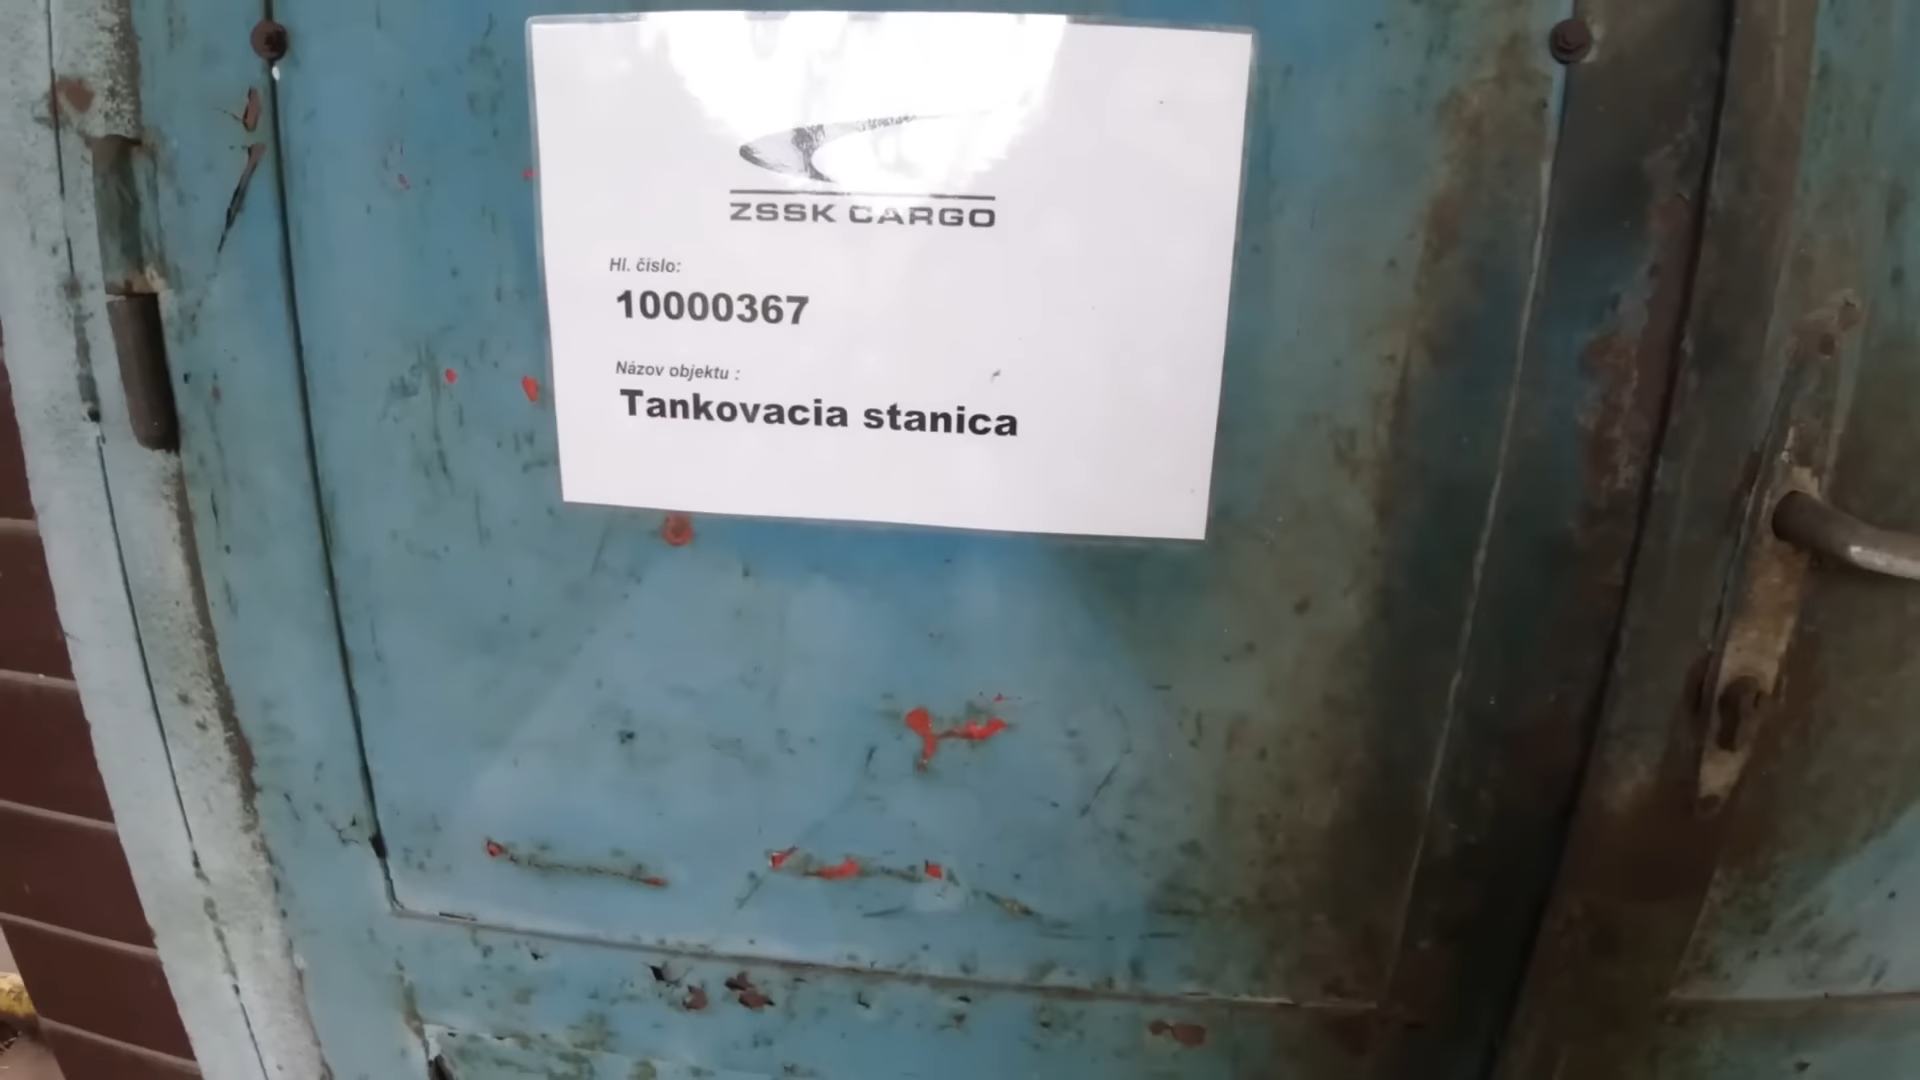 ZSSK CARGO
Hl. číslo:
10000367
Názov objektu :
Tankovacia stanica